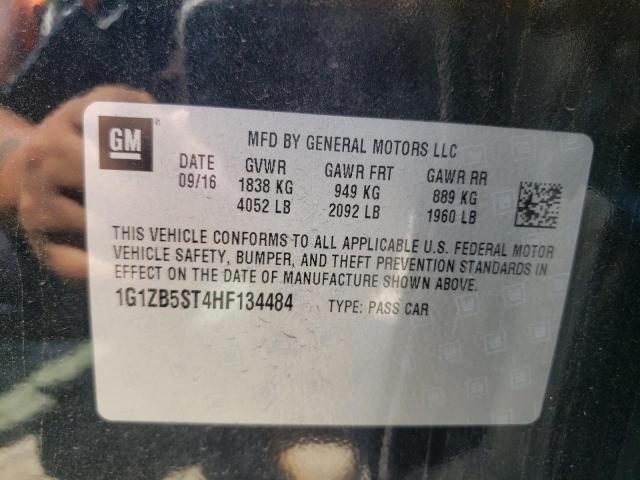 GM
MFD BY GENERAL MOTORS LLC
DATE GVWR GAWR FRT GAWR RR
09/16 1838 KG 949 KG 889 KG
4052 LB 2092 LB 1960 LB
THIS VEHICLE CONFORMS TO ALL APPLICABLE U.S. FEDERAL MOTOR
VEHICLE SAFETY, BUMPER, AND THEFT PREVENTION STANDARDS IN
EFFECT ON THE DATE OF MANUFACTURE SHOWN ABOVE.
1G1ZB5ST4HF134484 TYPE: PASS CAR